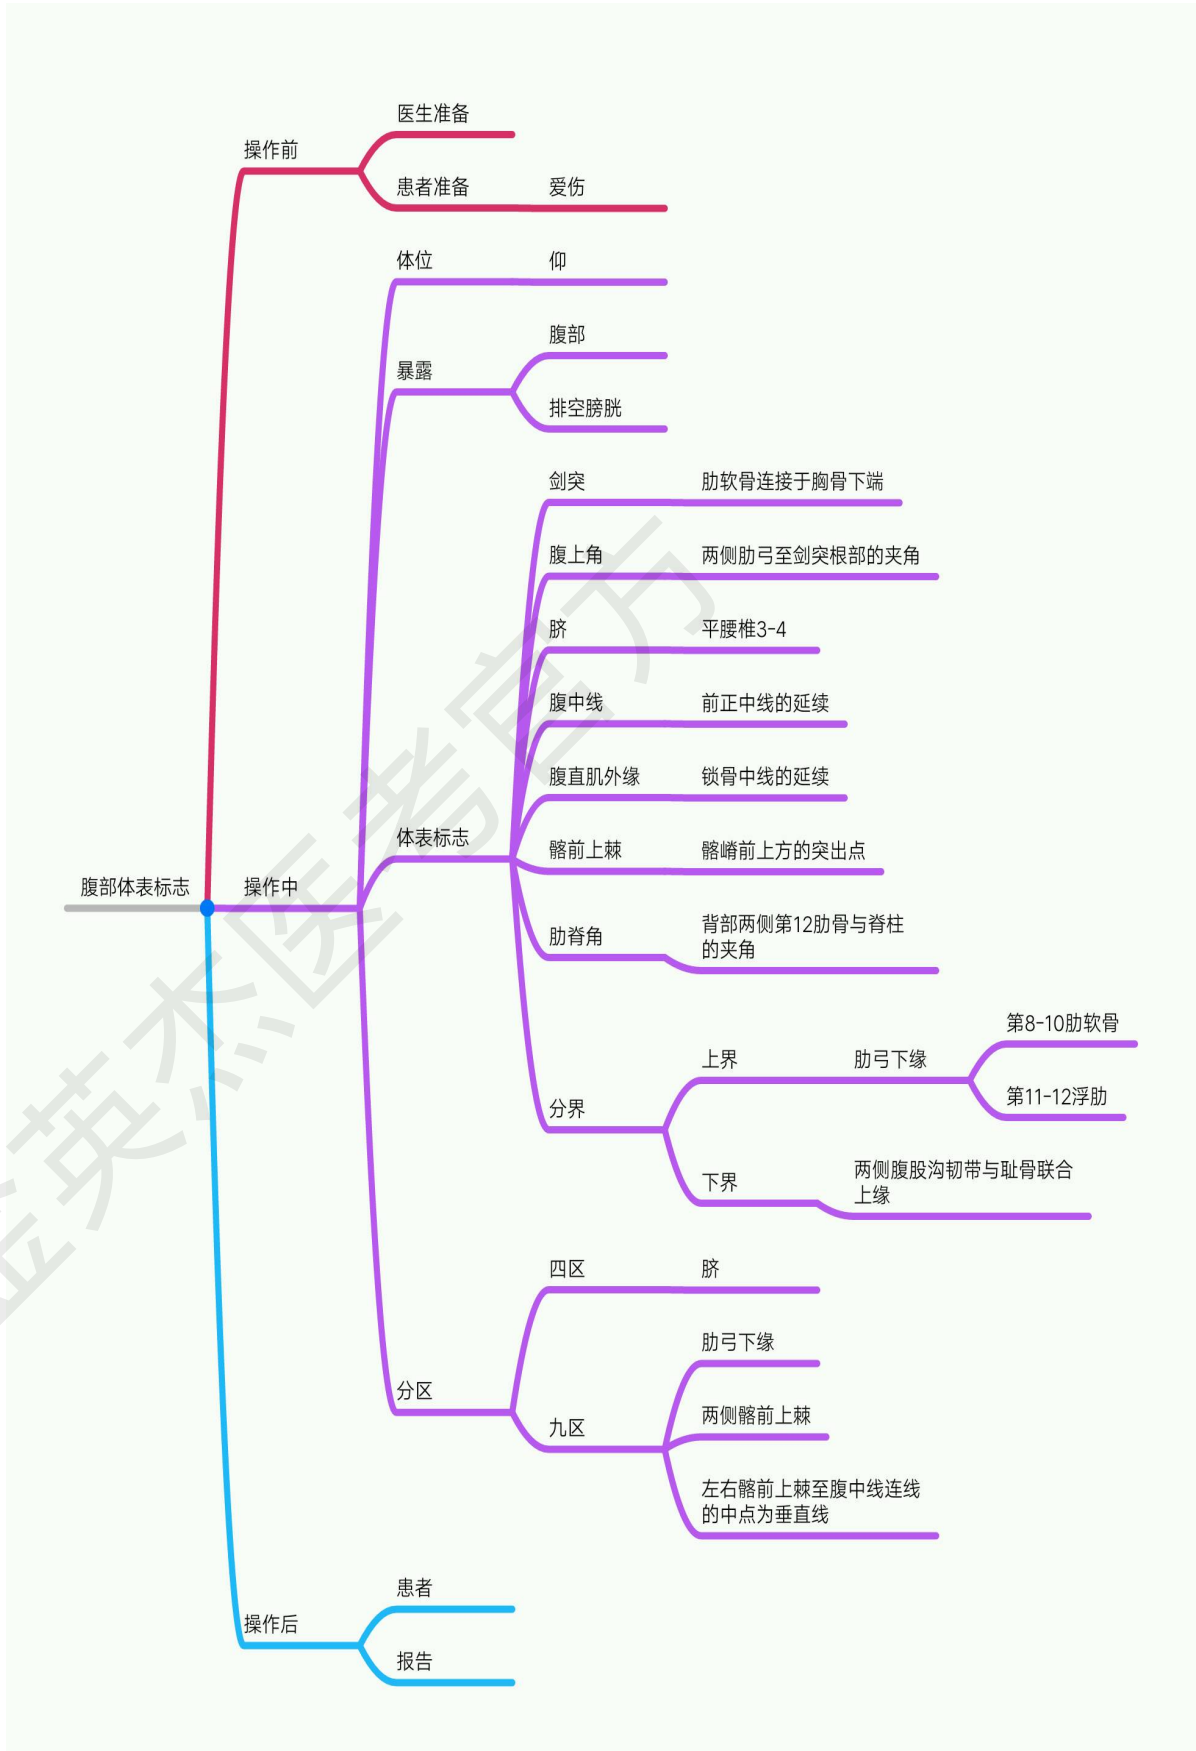 医生准备
操作前
患者准备
爱伤
体位
仰
腹部
暴露
排空膀胱
剑突
肋软骨连接于胸骨下端
腹上角
两侧肋弓至剑突根部的夹角
脐
平腰椎3-4
腹中线
前正中线的延续
腹直肌外缘
锁骨中线的延续
体表标志
髂前上棘
髂嵴前上方的突出点
腹部体表标志
操作中
肋脊角
背部两侧第12肋骨与脊柱
的夹角
第8-10肋软骨
上界
肋弓下缘
第11-12浮肋
分界
下界
两侧腹股沟韧带与耻骨联合
上缘
四区
脐
肋弓下缘
分区
九区
两侧髂前上棘
左右髂前上棘至腹中线连线
的中点为垂直线
患者
操作后
报告
金英杰医考官方